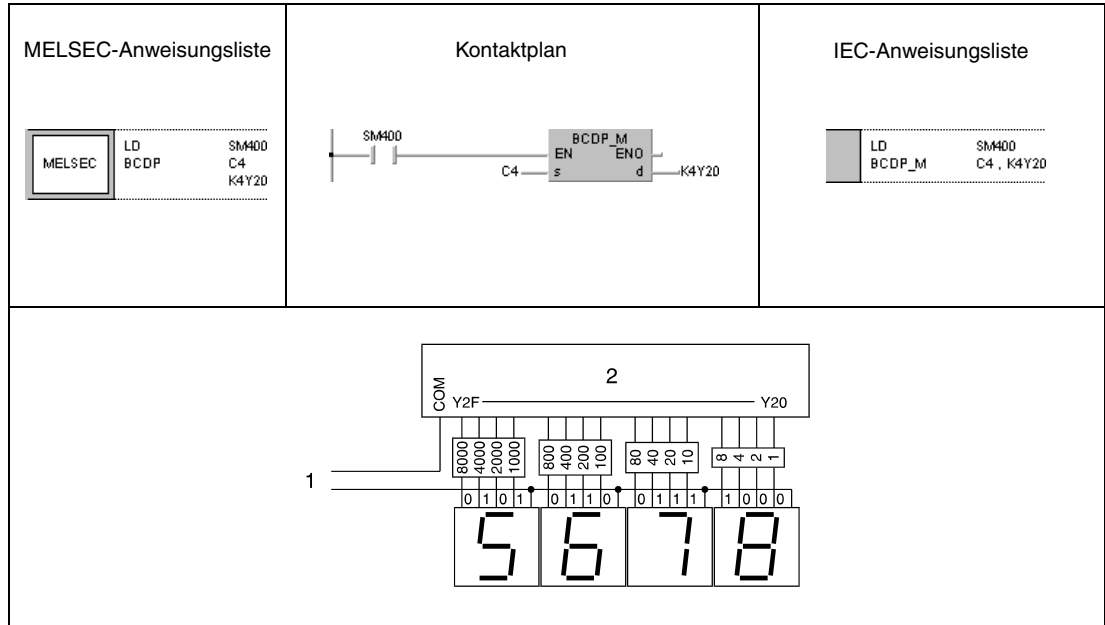 MELSEC-Anweisungsliste
MELSEC
LD SM400
BCDP C4
K4Y20
Kontaktplan
SM400
BCDP_M
EN ENO
C4 s d K4Y20
IEC-Anweisungsliste
LD SM400
BCDP_M C4 , K4Y20
2
COM
Y2F Y20
8000 4000 2000 1000 800 400 200 100 80 40 20 10 8 4 2 1
1
0 1 0 1 0 1 1 0 0 1 1 1 1 0 0 0
5 6 7 8